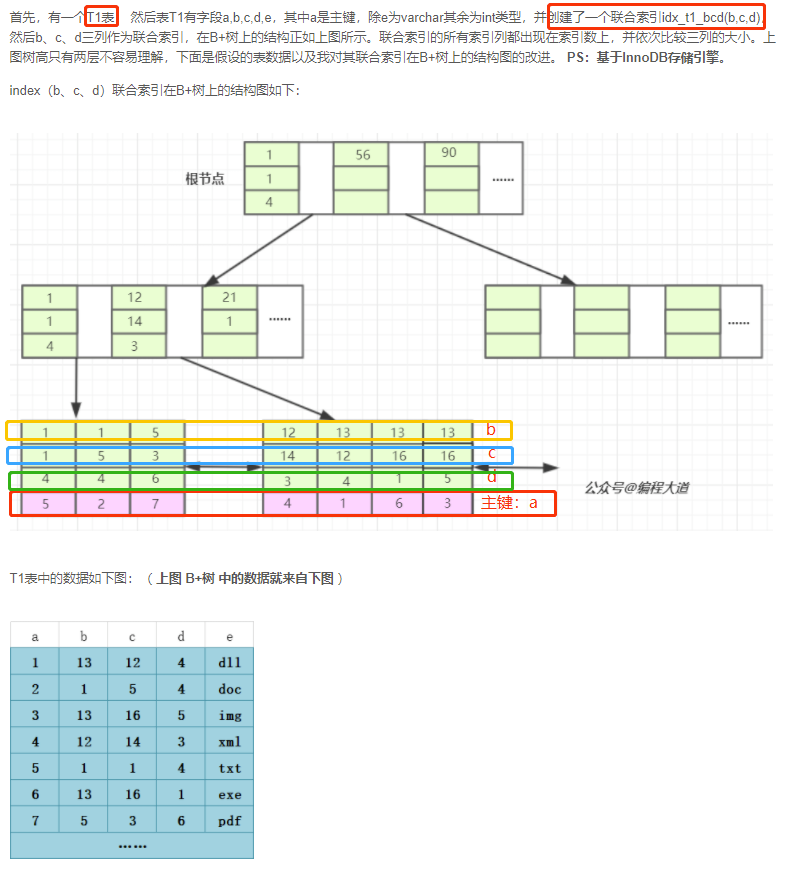 首先，有一个T1表， 然后表T1有字段a,b,c,d,e，其中a是主键，除e为varchar其余为int类型，并创建了一个联合索引idx_t1_bcd(b,c,d)，
然后b、c、d三列作为联合索引，在B+树上的结构正如上图所示。联合索引的所有索引列都出现在索引数上，并依次比较三列的大小。上
图树高只有两层不容易理解，下面是假设的表数据以及我对其联合索引在B+树上的结构图的改进。 PS：基于InnoDB存储引擎。
index（b、c、d）联合索引在B+树上的结构图如下：
1 56 90
根节点 1 ......
4
1 12 21
1 14 1 ......
4 3
......
1 1 5 12 13 13 13 b
1 5 3 14 12 16 16 c
4 4 6 3 4 1 5 d
公众号@编程大道
5 2 7 4 1 6 3 主键：a
T1表中的数据如下图：（上图 B+树 中的数据就来自下图）
a b c d e
1 13 12 4 dll
2 1 5 4 doc
3 13 16 5 img
4 12 14 3 xml
5 1 1 4 txt
6 13 16 1 exe
7 5 3 6 pdf
......